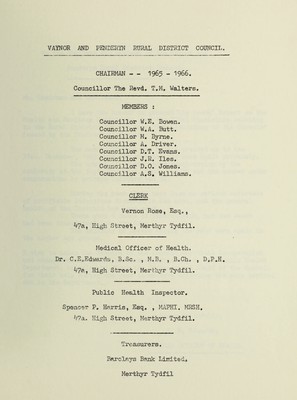 VAYNOR AND PENDERYN RURAL DISTRICT COUNCIL.
CHAIRMAN - - 1965 - 1966.
Councillor The Revd. T.M. Walters.
MEMBERS :
Councillor W.E. Bowen.
Councillor W.A. Butt.
Councillor M. Byrne.
Councillor A. Driver.
Councillor D.T. Evans.
Councillor J.R. Iles.
Councillor D.C. Jones.
Councillor A.S. Williams.
CLERK
Vernon Rose, Esq.,
47a, High Street, Merthyr Tydfil.
Medical Officer of Health.
Dr. C.E.Edwards, B.Sc. , M.B. , B.Ch. , D.P.H.
47a, High Street, Merthyr Tydfil.
Public Health Inspector.
Spencer P. Harris, Esq. , MAPHI, MRSH,
47a. High Street, Merthyr Tydfil.
Treasurers.
Barclays Bank Limited,
Merthyr Tydfil